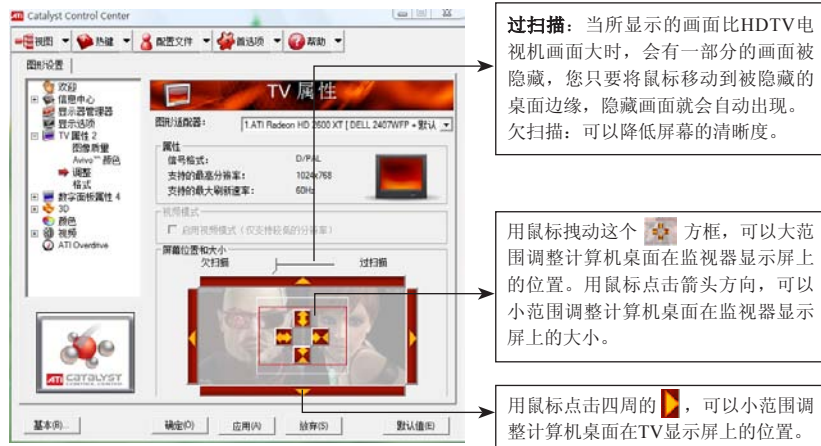 Catalyst Control Center
视图 热键 配置文件 首选项 帮助
图形设置
欢迎
信息中心
显示器管理器
显示选项
TV 属性 2
图像质量
Avivo™ 颜色
调整
格式
数字面板属性 4
3D
颜色
视频
ATI Overdrive
ATI CATALYST
CONTROL CENTER
基本(B)...
TV 属性
图形适配器： 1.ATI Radeon HD 2600 XT [ DELL 2407WFP + 默认
属性
信号格式： D/PAL
支持的最高分辨率： 1024x768
支持的最大刷新速率： 60Hz
视频模式
启用视频模式（仅支持较低的分辨率）
屏幕位置和大小
欠扫描 过扫描
确定(O) 应用(A) 放弃(S) 默认值(E)
过扫描：当所显示的画面比HDTV电
视机画面大时，会有一部分的画面被
隐藏，您只要将鼠标移动到被隐藏的
桌面边缘，隐藏画面就会自动出现。
欠扫描：可以降低屏幕的清晰度。
用鼠标拽动这个 方框，可以大范
围调整计算机桌面在监视器显示屏上
的位置。用鼠标点击箭头方向，可以
小范围调整计算机桌面在监视器显示
屏上的大小。
用鼠标点击四周的 ，可以小范围调
整计算机桌面在TV显示屏上的位置。